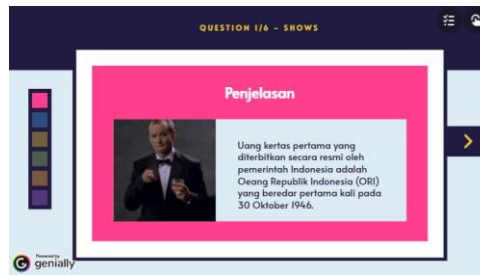 QUESTION 1/6 - SHOWS
Penjelasan
Uang kertas pertama yang
diterbitkan secara resmi oleh
pemerintah Indonesia adalah
Oeang Republik Indonesia (ORI)
yang beredar pertama kali pada
30 Oktober 1946.
Powered by
genially